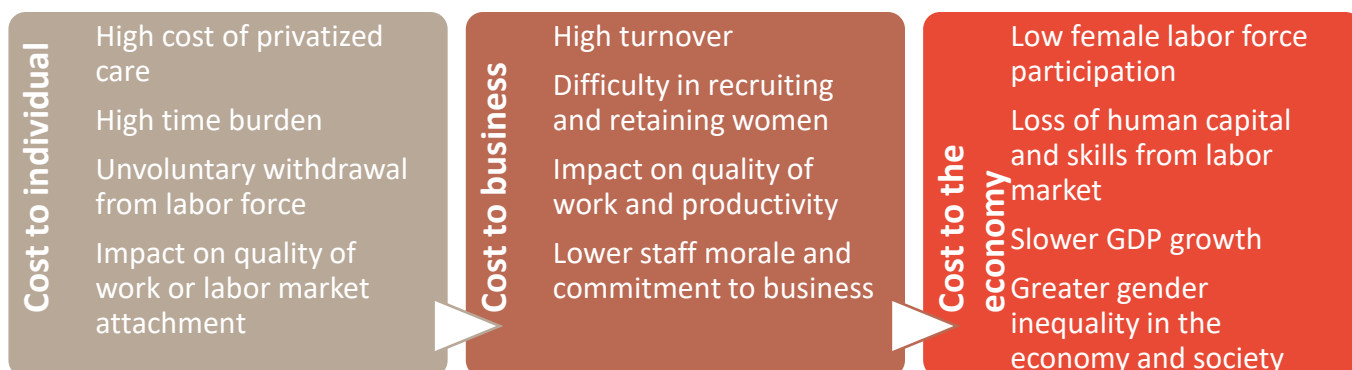 Cost to individual
High cost of privatized
care
High time burden
Unvoluntary withdrawal
from labor force
Impact on quality of
work or labor market
attachment
Cost to business
High turnover
Difficulty in recruiting
and retaining women
Impact on quality of
work and productivity
Lower staff morale and
commitment to business
Cost to the
economy
Low female labor force
participation
Loss of human capital
and skills from labor
market
Slower GDP growth
Greater gender
inequality in the
economy and society